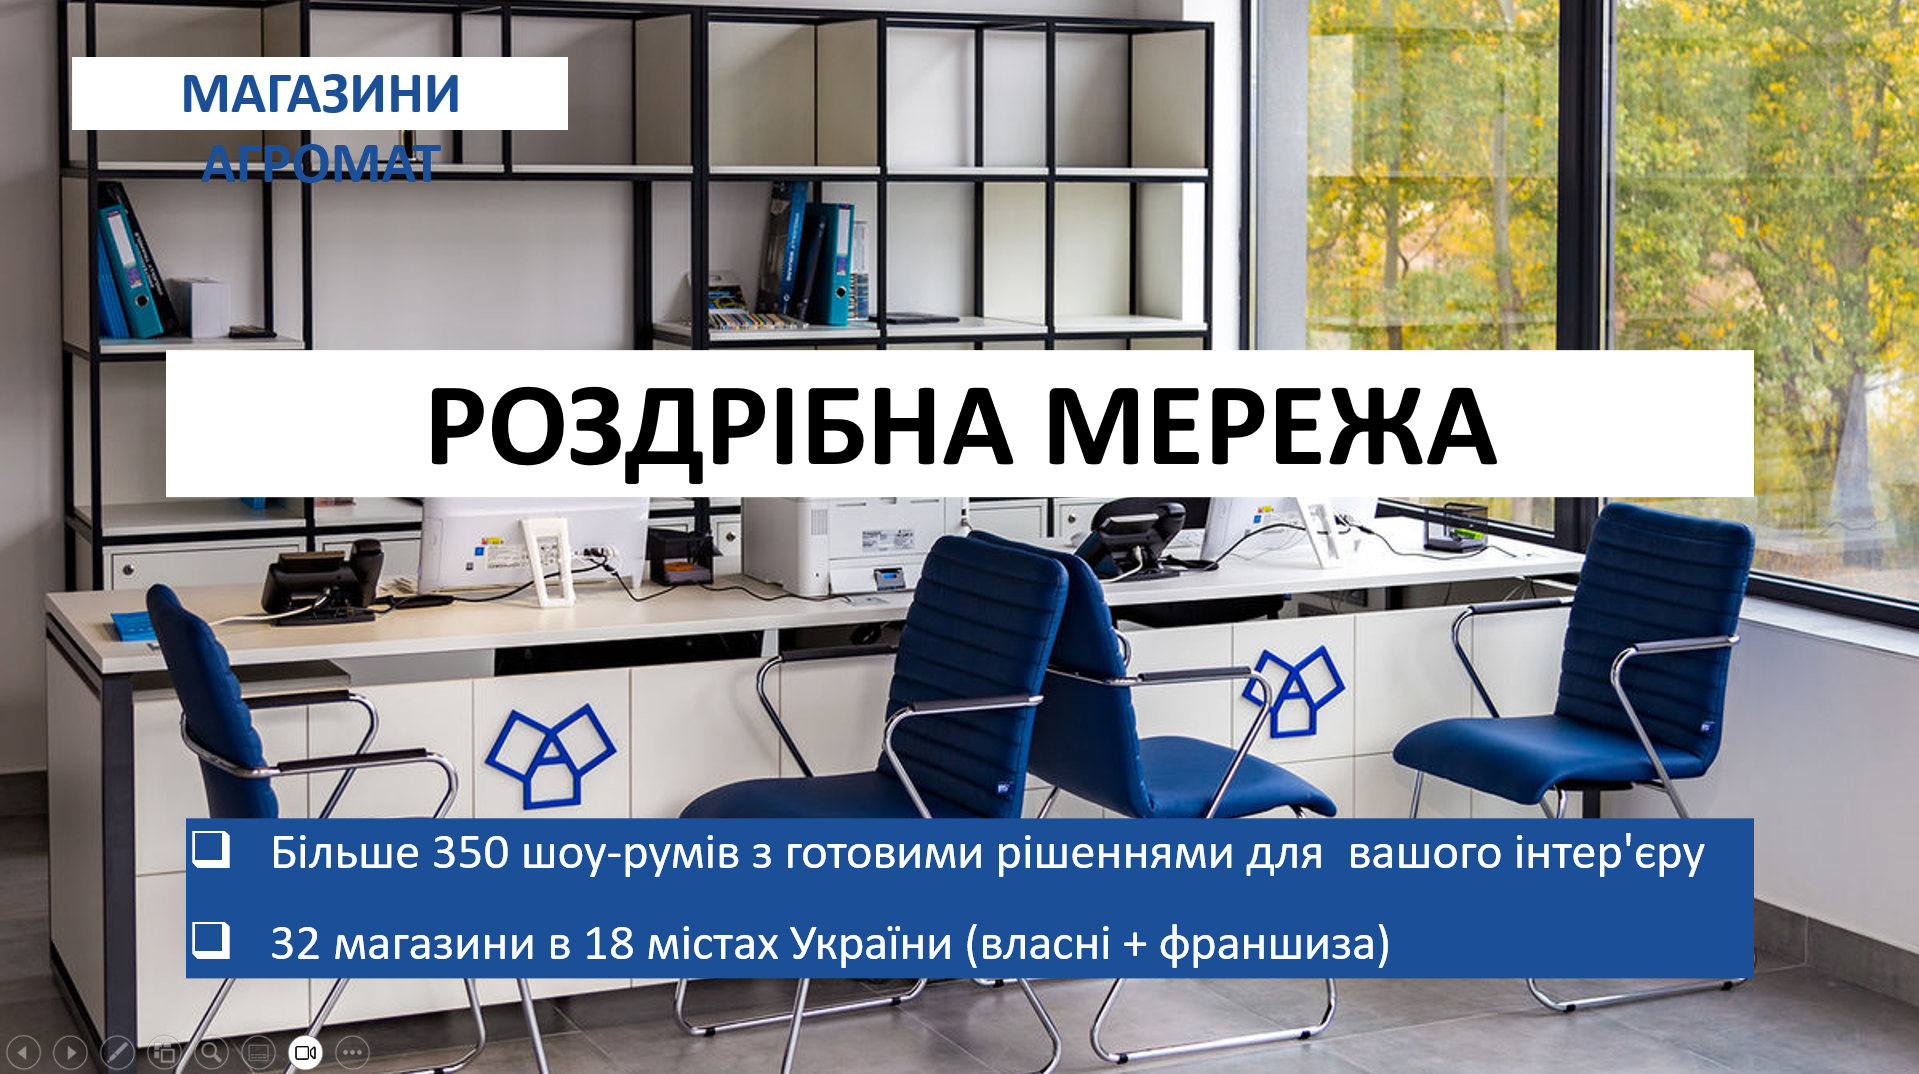 МАГАЗИНИ
АГРОМАТ
РОЗДРІБНА МЕРЕЖА
Більше 350 шоу-румів з готовими рішеннями для  вашого інтер'єру
32 магазини в 18 містах України (власні + франшиза)